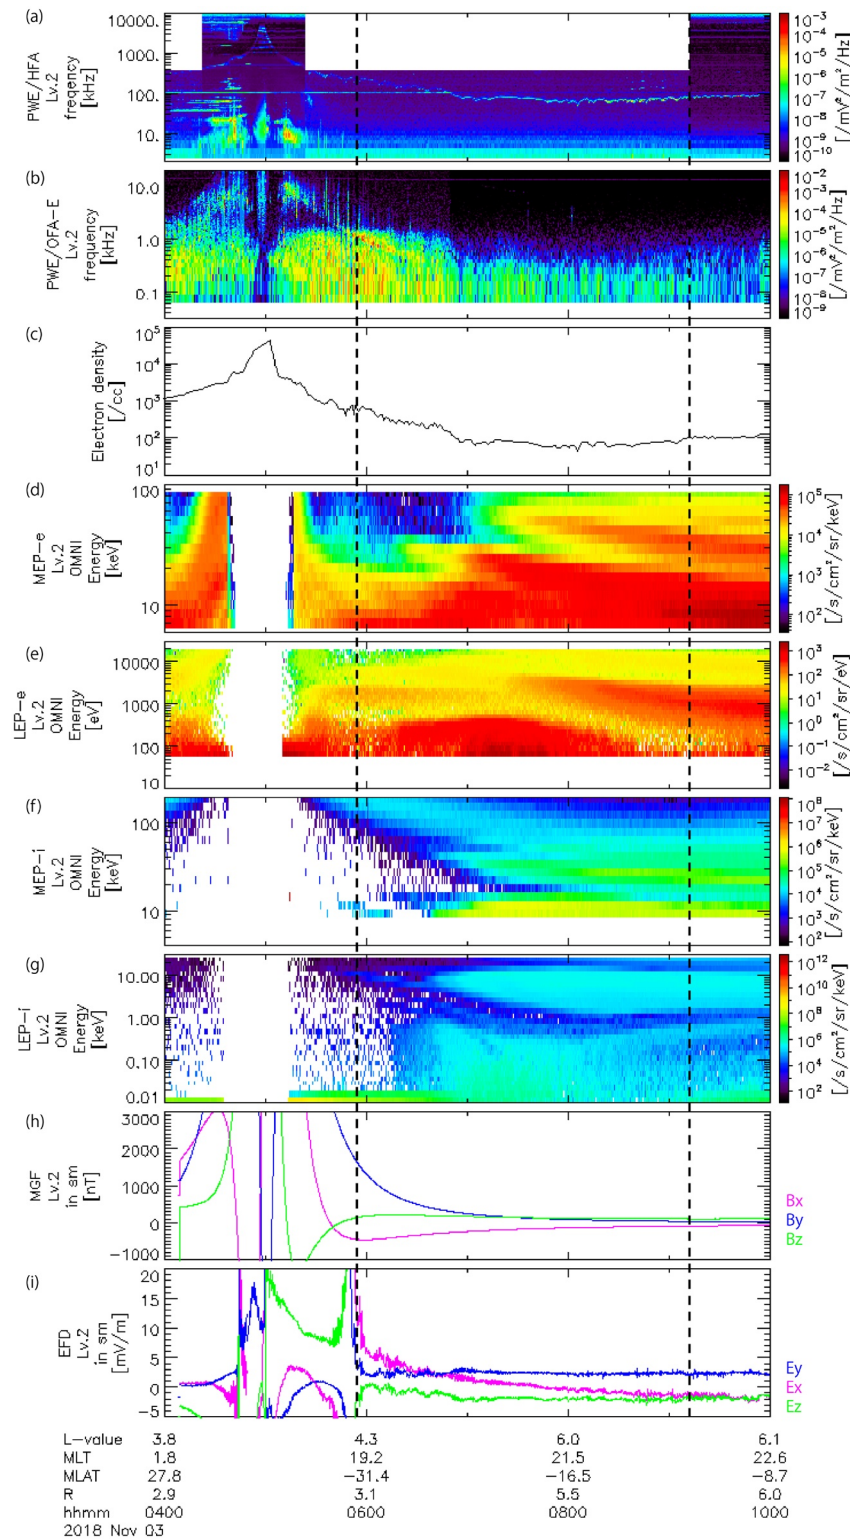 (a)
PWE/HFA
Lv.2
freqency
[kHz]
10000.
1000.
100.
10.
10⁻³
10⁻⁴
10⁻⁵
10⁻⁶
10⁻⁷
10⁻⁸
10⁻⁹
10⁻¹⁰
[/mV²/m²/Hz]
(b)
PWE/OFA-E
Lv.2
frequency
[kHz]
10.0
1.0
0.1
10⁻²
10⁻³
10⁻⁴
10⁻⁵
10⁻⁶
10⁻⁷
10⁻⁸
10⁻⁹
[/mV²/m²/Hz]
(c)
Electron density
[/cc]
10⁵
10⁴
10³
10²
10¹
(d)
MEP-e
Lv.2
OMNI
Energy
[keV]
100
10
10⁵
10⁴
10³
10²
[/s/cm²/sr/keV]
(e)
LEP-e
Lv.2
OMNI
Energy
[eV]
10000
1000
100
10
10³
10²
10¹
10⁰
10⁻¹
10⁻²
[/s/cm²/sr/eV]
(f)
MEP-i
Lv.2
OMNI
Energy
[keV]
100
10
10⁸
10⁷
10⁶
10⁵
10⁴
10³
10²
[/s/cm²/sr/keV]
(g)
LEP-i
Lv.2
OMNI
Energy
[keV]
10.00
1.00
0.10
0.01
10¹²
10¹⁰
10⁸
10⁶
10⁴
10²
[/s/cm²/sr/keV]
(h)
MGF
Lv.2
in sm
[nT]
3000
2000
1000
0
-1000
Bx
By
Bz
(i)
EFD
Lv.2
in sm
[mV/m]
20
15
10
5
0
-5
Ey
Ex
Ez
L-value 3.8 4.3 6.0 6.1
MLT 1.8 19.2 21.5 22.6
MLAT 27.8 -31.4 -16.5 -8.7
R 2.9 3.1 5.5 6.0
hhmm 0400 0600 0800 1000
2018 Nov 03